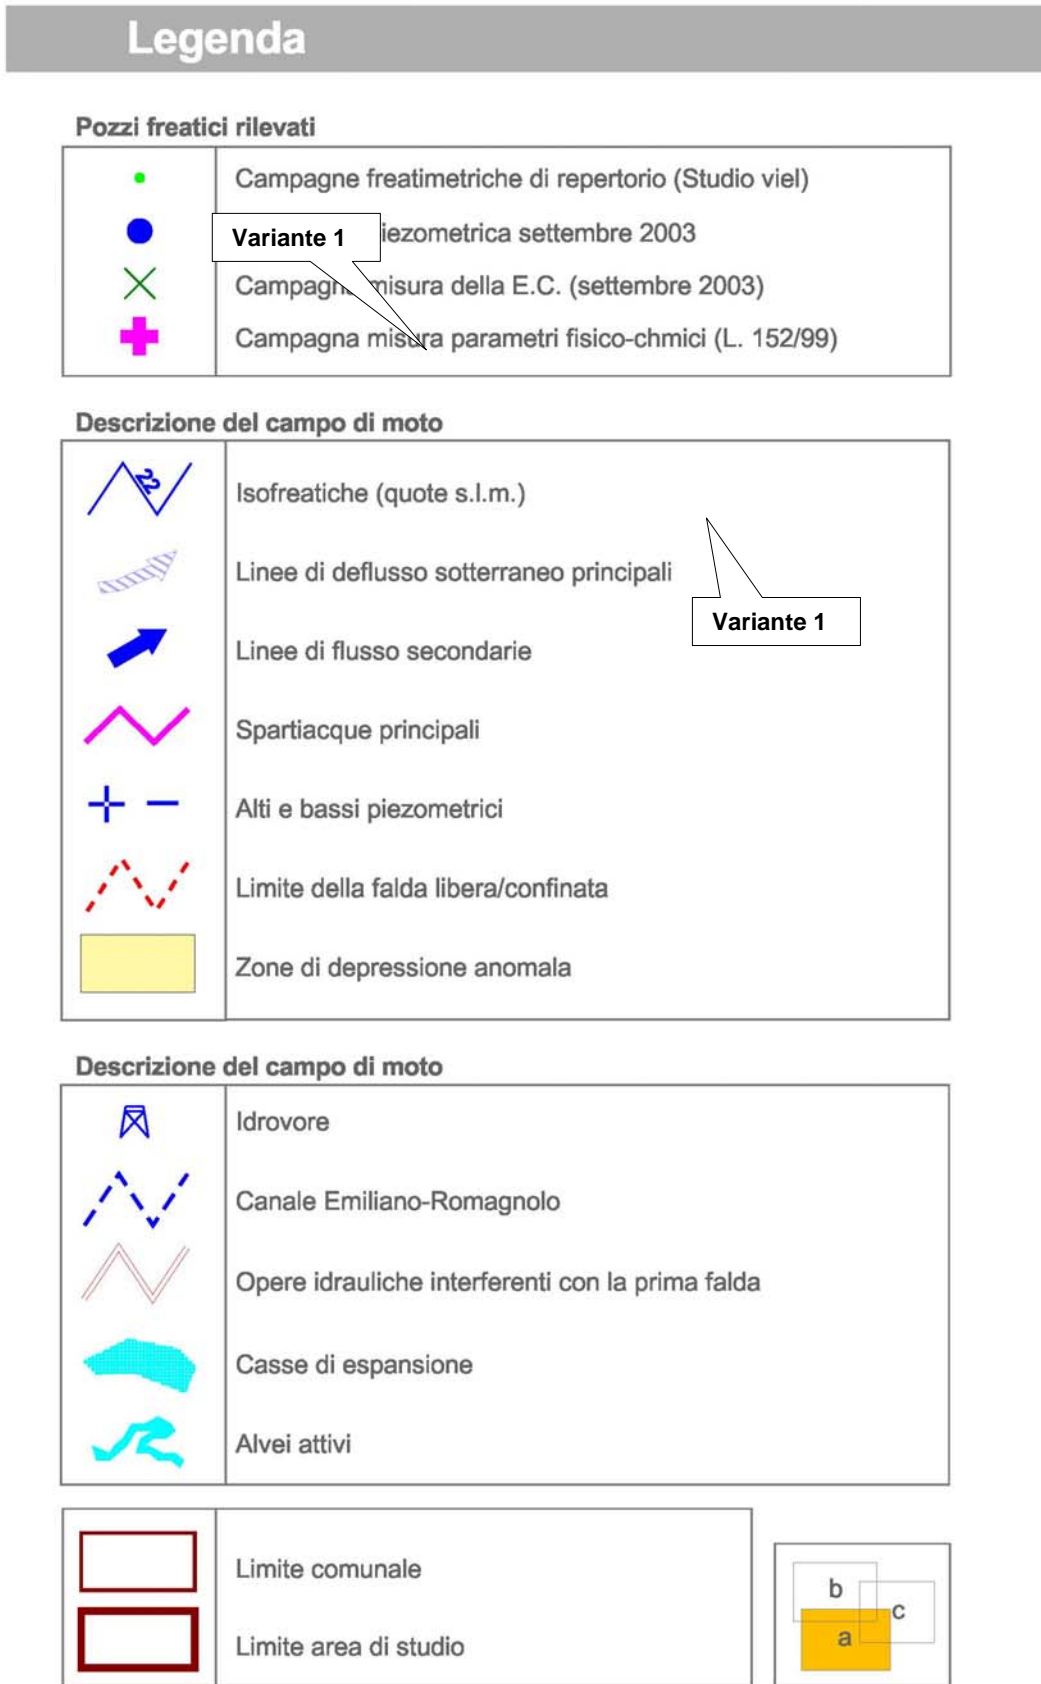 Legenda
Pozzi freatici rilevati
Campagne freatimetriche di repertorio (Studio viel)
Variante 1
iezometrica settembre 2003
Campagna misura della E.C. (settembre 2003)
Campagna misura parametri fisico-chmici (L. 152/99)
Descrizione del campo di moto
22
Isofreatiche (quote s.l.m.)
Linee di deflusso sotterraneo principali
Variante 1
Linee di flusso secondarie
Spartiacque principali
Alti e bassi piezometrici
Limite della falda libera/confinata
Zone di depressione anomala
Descrizione del campo di moto
Idrovore
Canale Emiliano-Romagnolo
Opere idrauliche interferenti con la prima falda
Casse di espansione
Alvei attivi
Limite comunale
Limite area di studio
b
c
a